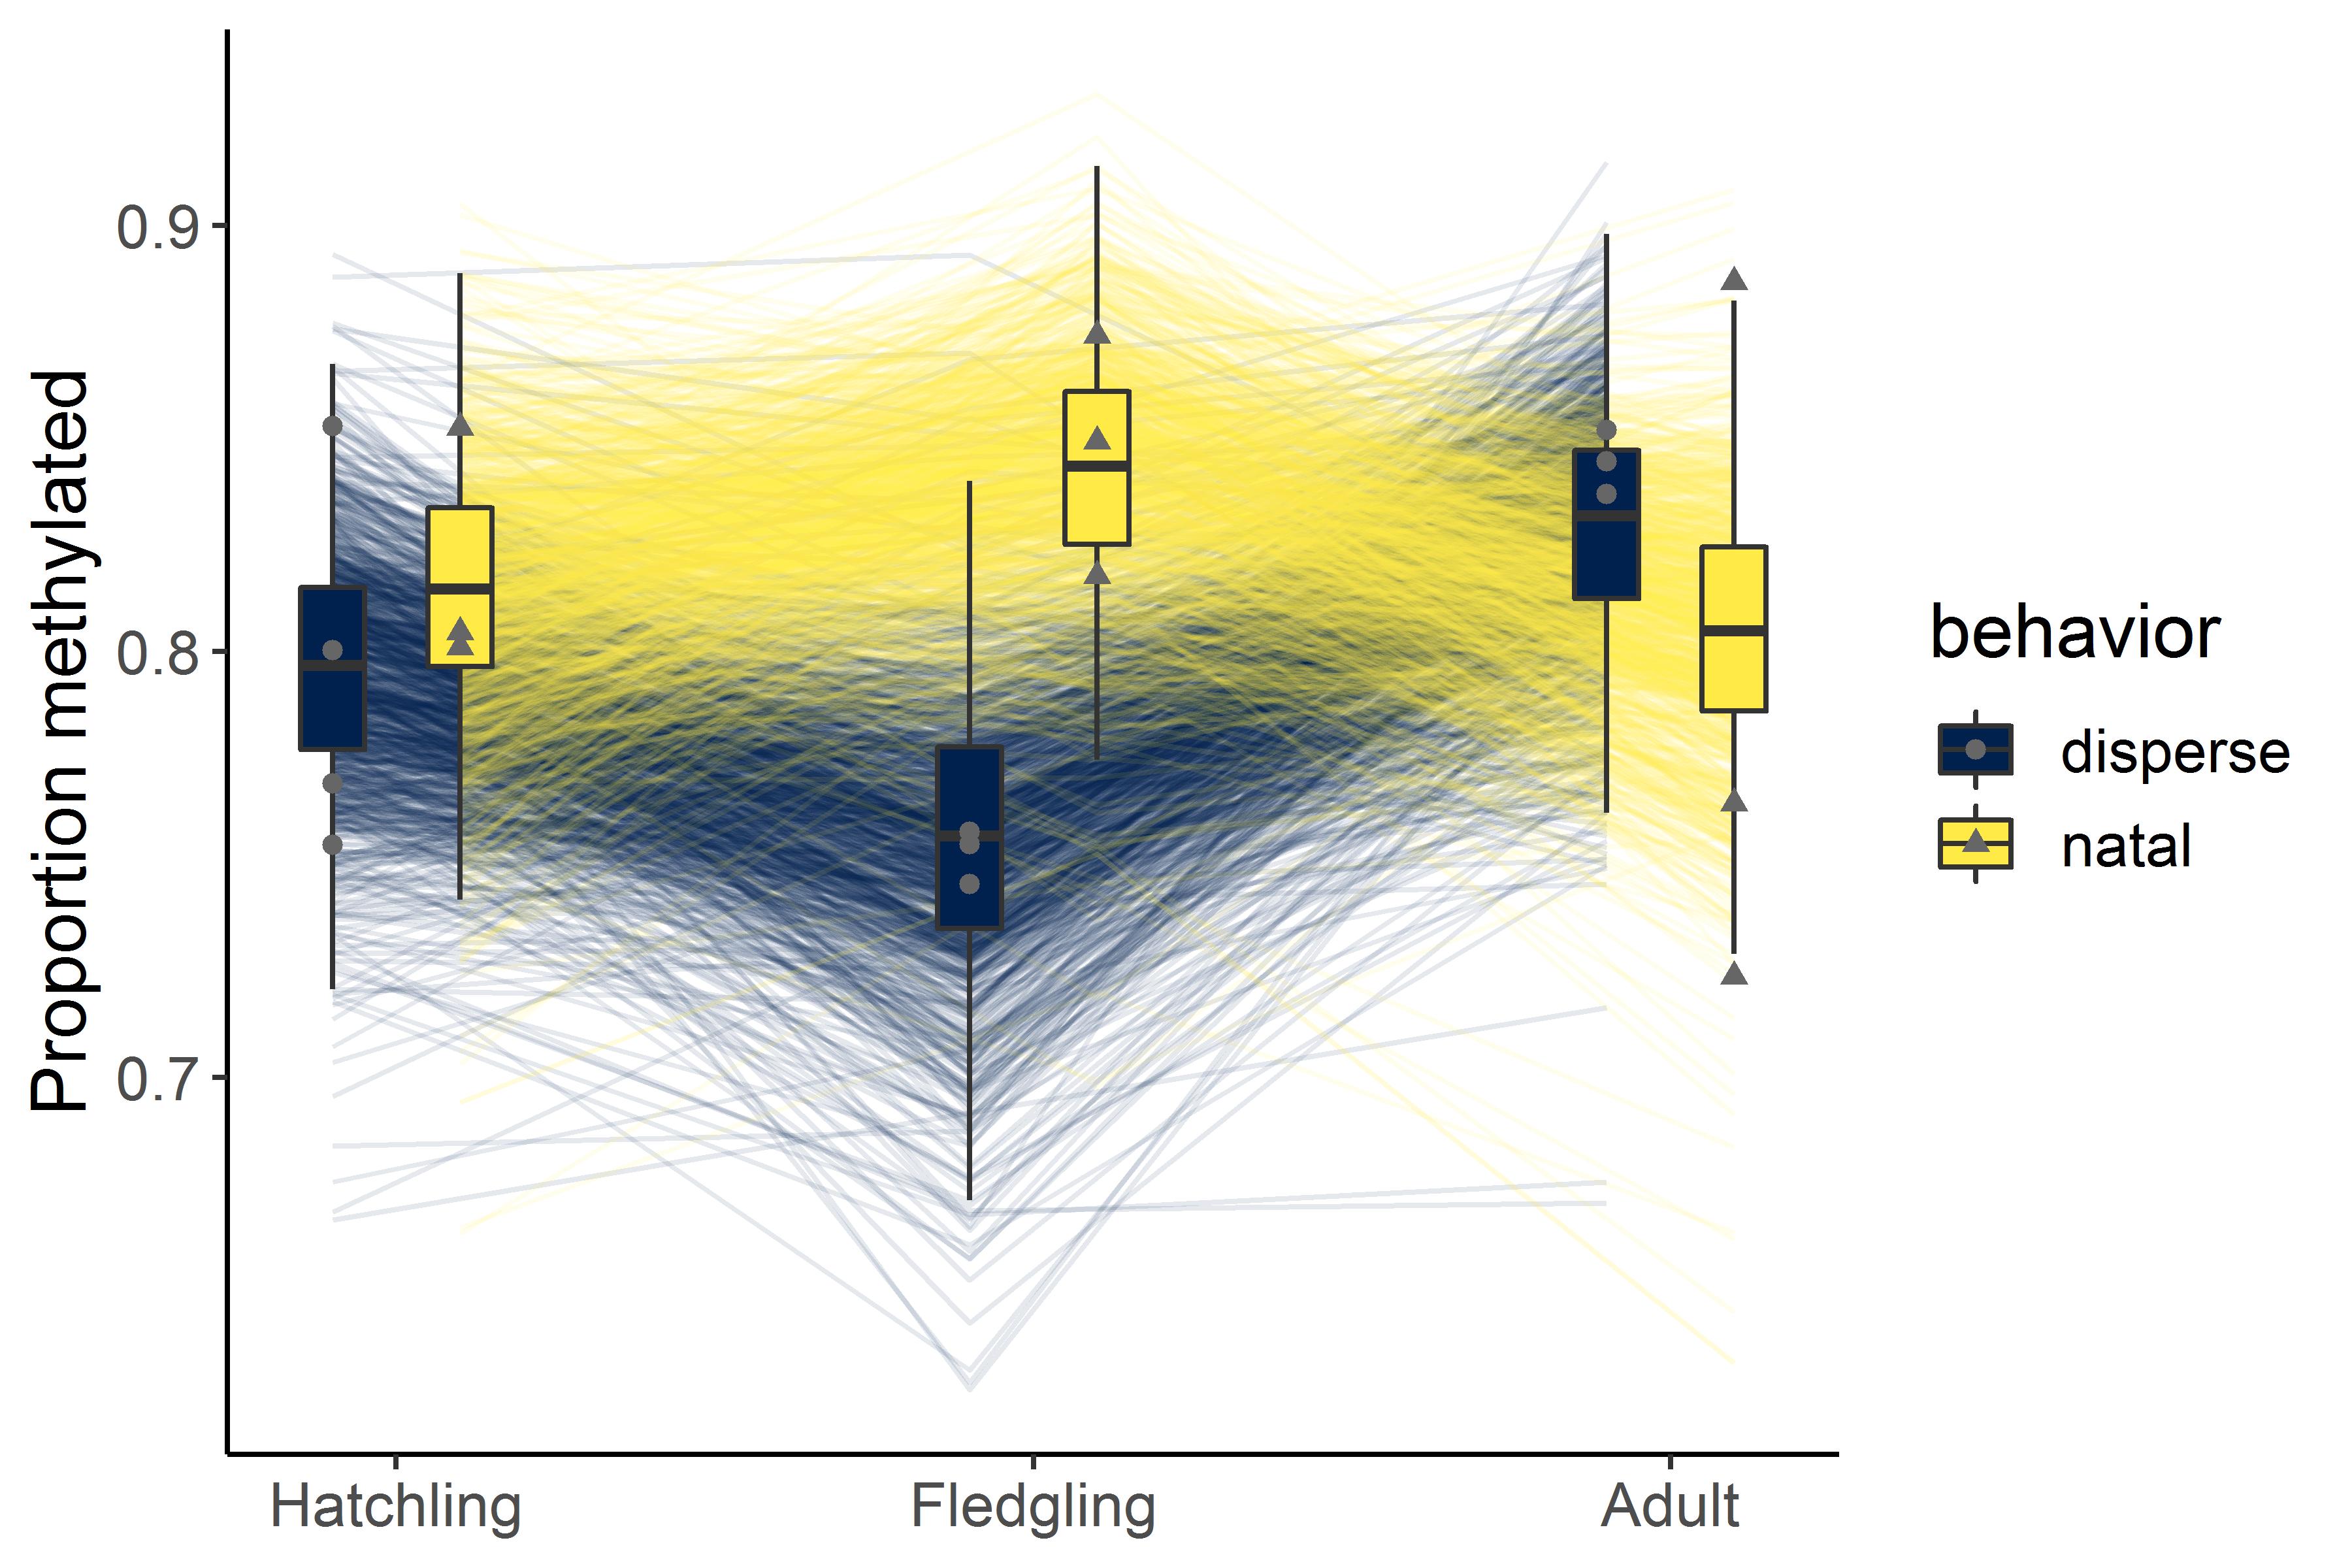 Proportion methylated
0.9
0.8
0.7
Hatchling
Fledgling
Adult
behavior
disperse
natal